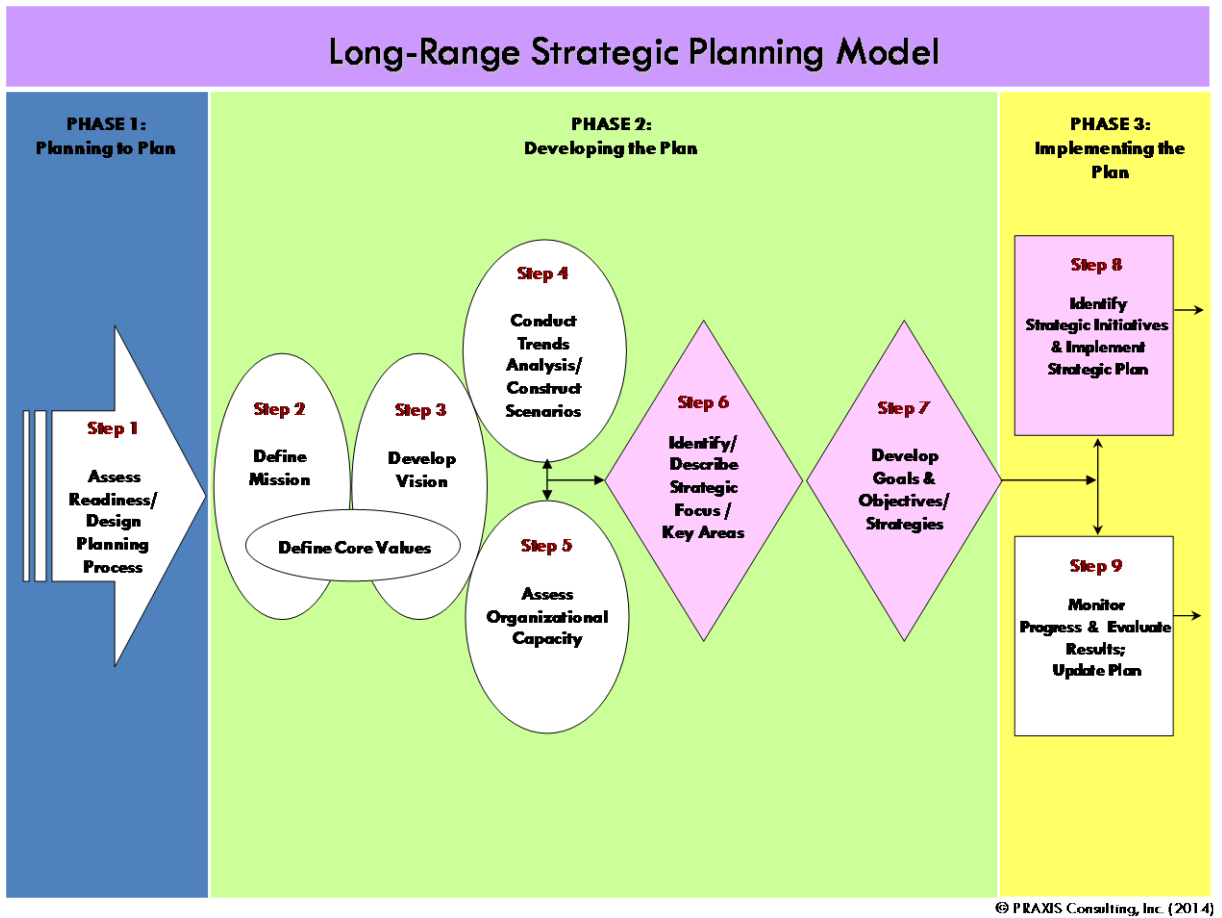 Long-Range Strategic Planning Model
PHASE 1:
Planning to Plan
PHASE 2:
Developing the Plan
PHASE 3:
Implementing the
Plan
Step 1
Assess
Readiness/
Design
Planning
Process
Step 2
Define
Mission
Step 3
Develop
Vision
Define Core Values
Step 4
Conduct
Trends
Analysis/
Construct
Scenarios
Step 5
Assess
Organizational
Capacity
Step 6
Identify/
Describe
Strategic
Focus /
Key Areas
Step 7
Develop
Goals &
Objectives/
Strategies
Step 8
Identify
Strategic Initiatives
& Implement
Strategic Plan
Step 9
Monitor
Progress & Evaluate
Results;
Update Plan
© PRAXIS Consulting, Inc. (2014)